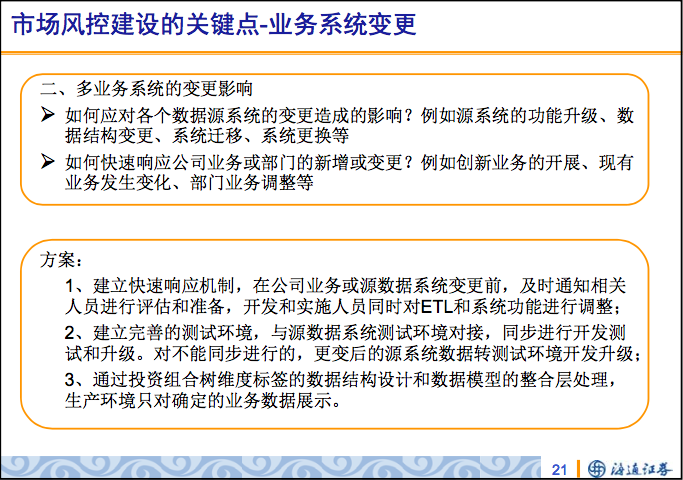 市场风控建设的关键点-业务系统变更
二、多业务系统的变更影响
➢ 如何应对各个数据源系统的变更造成的影响？例如源系统的功能升级、数
据结构变更、系统迁移、系统更换等
➢ 如何快速响应公司业务或部门的新增或变更？例如创新业务的开展、现有
业务发生变化、部门业务调整等
方案：
1、建立快速响应机制，在公司业务或源数据系统变更前，及时通知相关
人员进行评估和准备，开发和实施人员同时对ETL和系统功能进行调整；
2、建立完善的测试环境，与源数据系统测试环境对接，同步进行开发测
试和升级。对不能同步进行的，更变后的源系统数据转测试环境开发升级；
3、通过投资组合树维度标签的数据结构设计和数据模型的整合层处理，
生产环境只对确定的业务数据展示。
21
海通证券